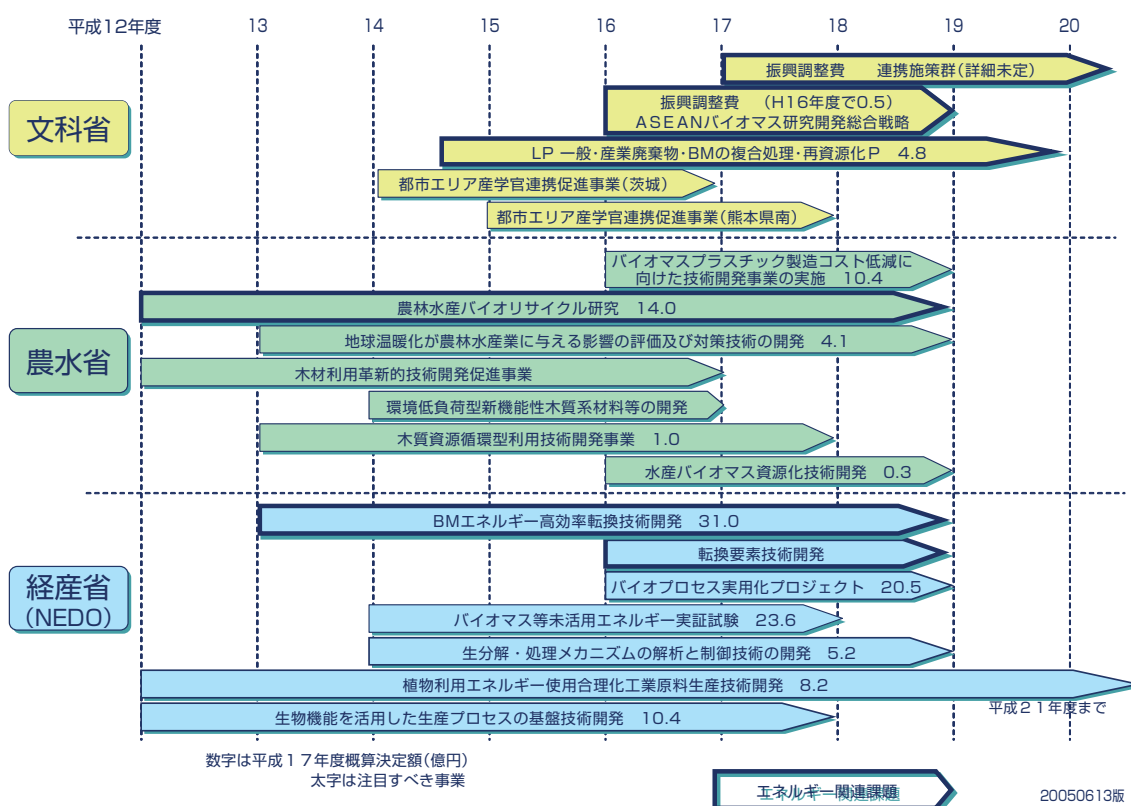 平成12年度 13 14 15 16 17 18 19 20
振興調整費 連携施策群(詳細未定)
振興調整費 (H16年度で0.5)
ASEANバイオマス研究開発総合戦略
文科省
LP 一般・産業廃棄物・BMの複合処理・再資源化P 4.8
都市エリア産学官連携促進事業(茨城)
都市エリア産学官連携促進事業(熊本県南)
バイオマスプラスチック製造コスト低減に
向けた技術開発事業の実施 10.4
農林水産バイオリサイクル研究 14.0
地球温暖化が農林水産業に与える影響の評価及び対策技術の開発 4.1
農水省
木材利用革新的技術開発促進事業
環境低負荷型新機能性木質系材料等の開発
木質資源循環型利用技術開発事業 1.0
水産バイオマス資源化技術開発 0.3
BMエネルギー高効率転換技術開発 31.0
転換要素技術開発
経産省
(NEDO)
バイオプロセス実用化プロジェクト 20.5
バイオマス等未活用エネルギー実証試験 23.6
生分解・処理メカニズムの解析と制御技術の開発 5.2
植物利用エネルギー使用合理化工業原料生産技術開発 8.2
平成21年度まで
生物機能を活用した生産プロセスの基盤技術開発 10.4
数字は平成17年度概算決定額(億円)
太字は注目すべき事業
エネルギー関連課題
20050613版